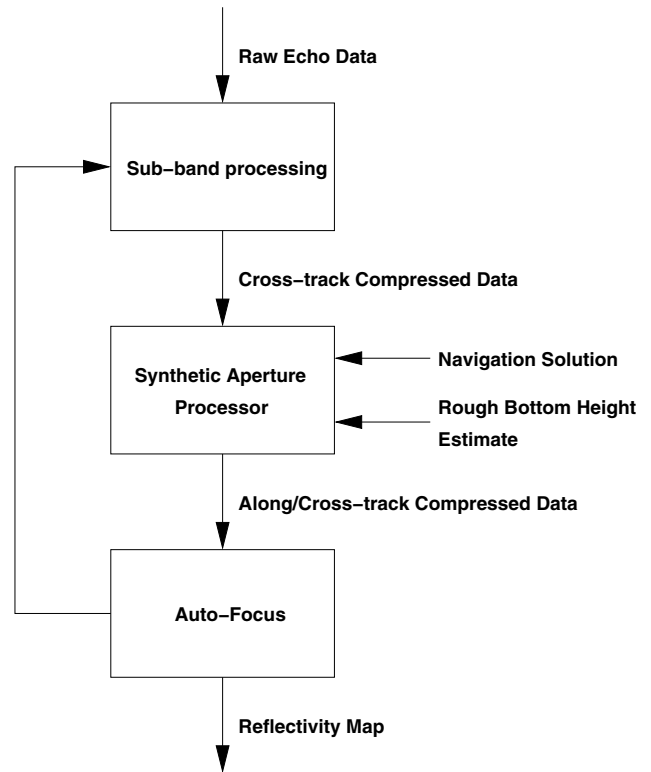 Raw Echo Data
Sub−band processing
Cross−track Compressed Data
Synthetic Aperture
Processor
Navigation Solution
Rough Bottom Height
Estimate
Along/Cross−track Compressed Data
Auto−Focus
Reflectivity Map